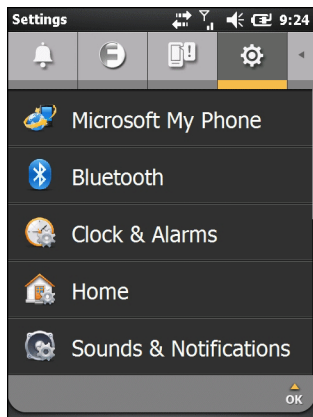 Settings 9:24
Microsoft My Phone
Bluetooth
Clock & Alarms
Home
Sounds & Notifications
OK